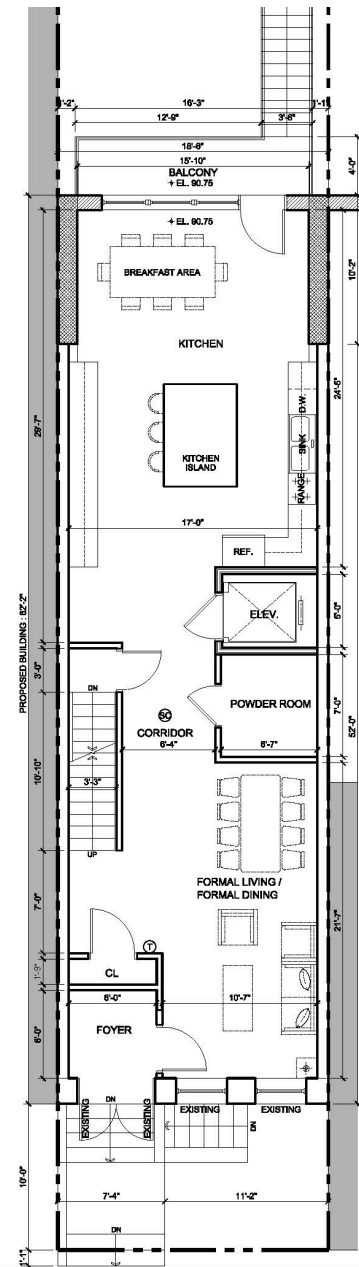 1'-2"
16'-3"
1'-1"
12'-9"
3'-6"
18'-6"
15'-10"
BALCONY
+ EL. 90.75
4'-0"
+ EL. 90.75
BREAKFAST AREA
10'-2"
KITCHEN
24'-5"
29'-7"
D.W.
SINK
RANGE
KITCHEN
ISLAND
17'-0"
REF.
ELEV.
6'-0"
PROPOSED BUILDING : 62'-2"
3'-0"
DN
POWDER ROOM
7'-0"
SC
CORRIDOR
6'-4"
6'-7"
52'-0"
10'-10"
3'-3"
UP
FORMAL LIVING /
FORMAL DINING
7'-0"
21'-7"
T
CL
1'-9"
6'-0"
10'-7"
FOYER
6'-0"
DN
EXISTING
EXISTING
EXISTING
EXISTING
DN
10'-0"
7'-4"
11'-2"
DN
1'-1"